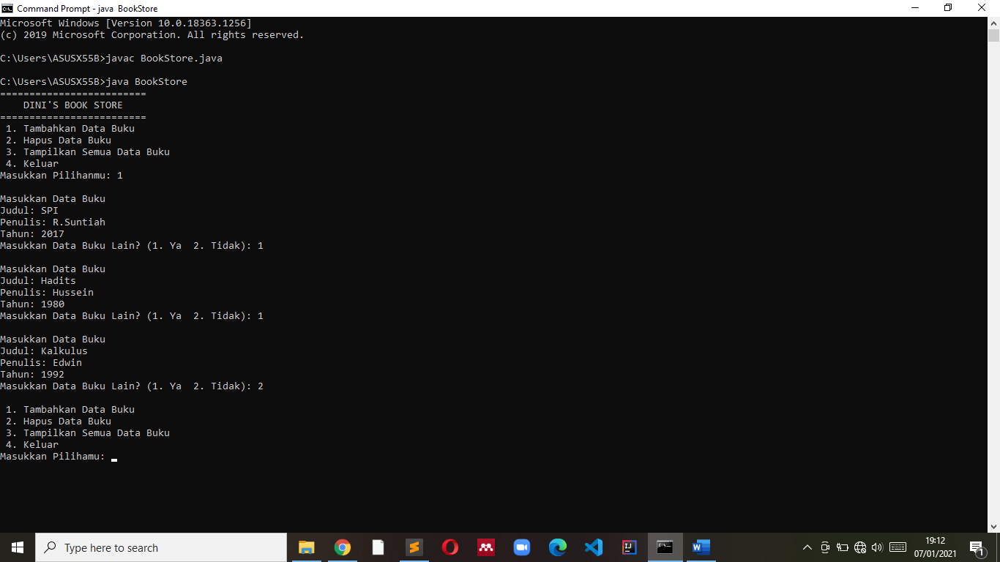 Command Prompt - java  BookStore
Microsoft Windows [Version 10.0.18363.1256]
(c) 2019 Microsoft Corporation. All rights reserved.
C:\Users\ASUSX55B>javac BookStore.java
C:\Users\ASUSX55B>java BookStore
=========================
    DINI'S BOOK STORE
=========================
 1. Tambahkan Data Buku
 2. Hapus Data Buku
 3. Tampilkan Semua Data Buku
 4. Keluar
Masukkan Pilihanmu: 1
Masukkan Data Buku
Judul: SPI
Penulis: R.Suntiah
Tahun: 2017
Masukkan Data Buku Lain? (1. Ya  2. Tidak): 1
Masukkan Data Buku
Judul: Hadits
Penulis: Hussein
Tahun: 1980
Masukkan Data Buku Lain? (1. Ya  2. Tidak): 1
Masukkan Data Buku
Judul: Kalkulus
Penulis: Edwin
Tahun: 1992
Masukkan Data Buku Lain? (1. Ya  2. Tidak): 2
 1. Tambahkan Data Buku
 2. Hapus Data Buku
 3. Tampilkan Semua Data Buku
 4. Keluar
Masukkan Pilihamu:
Type here to search
19:12
07/01/2021
1